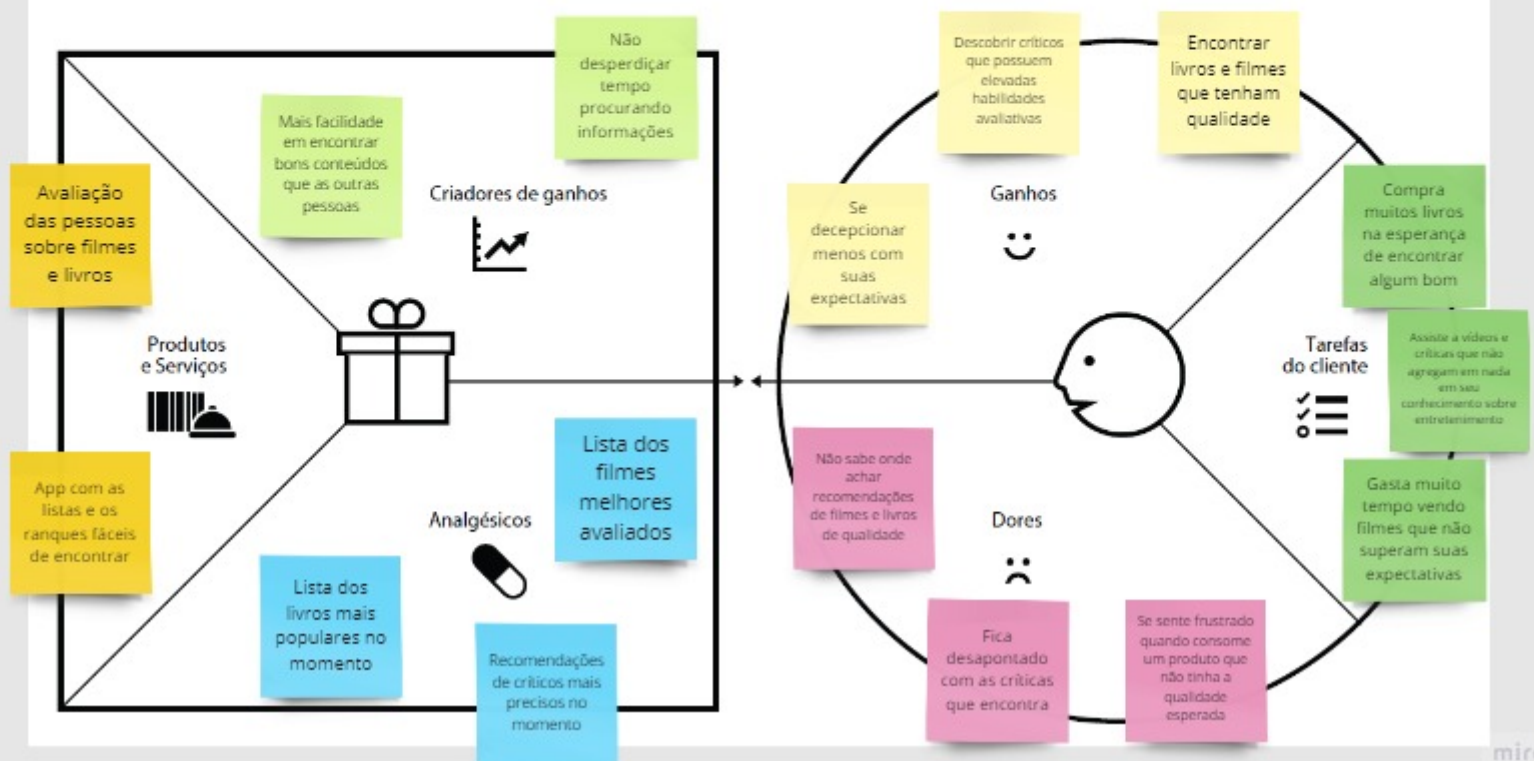 Não
desperdiçar
tempo
procurando
informações
Mais facilidade
em encontrar
bons conteúdos
que as outras
pessoas
Criadores de ganhos
Avaliação
das pessoas
sobre filmes
e livros
Produtos
e Serviços
App com as
listas e os
ranques fáceis
de encontrar
Lista dos
filmes
melhores
avaliados
Analgésicos
Lista dos
livros mais
populares no
momento
Recomendações
de críticos mais
precisos no
momento
Descobrir críticos
que possuem
elevadas
habilidades
avaliativas
Encontrar
livros e filmes
que tenham
qualidade
Ganhos
Se
decepcionar
menos com
suas
expectativas
Compra
muitos livros
na esperança
de encontrar
algum bom
Tarefas
do cliente
Assiste a vídeos e
críticas que não
agregam em nada
em seu
conhecimento sobre
entretenimento
Gasta muito
tempo vendo
filmes que não
superam suas
expectativas
Não sabe onde
achar
recomendações
de filmes e livros
de qualidade
Dores
Fica
desapontado
com as críticas
que encontra
Se sente frustrado
quando consome
um produto que
não tinha a
qualidade
esperada